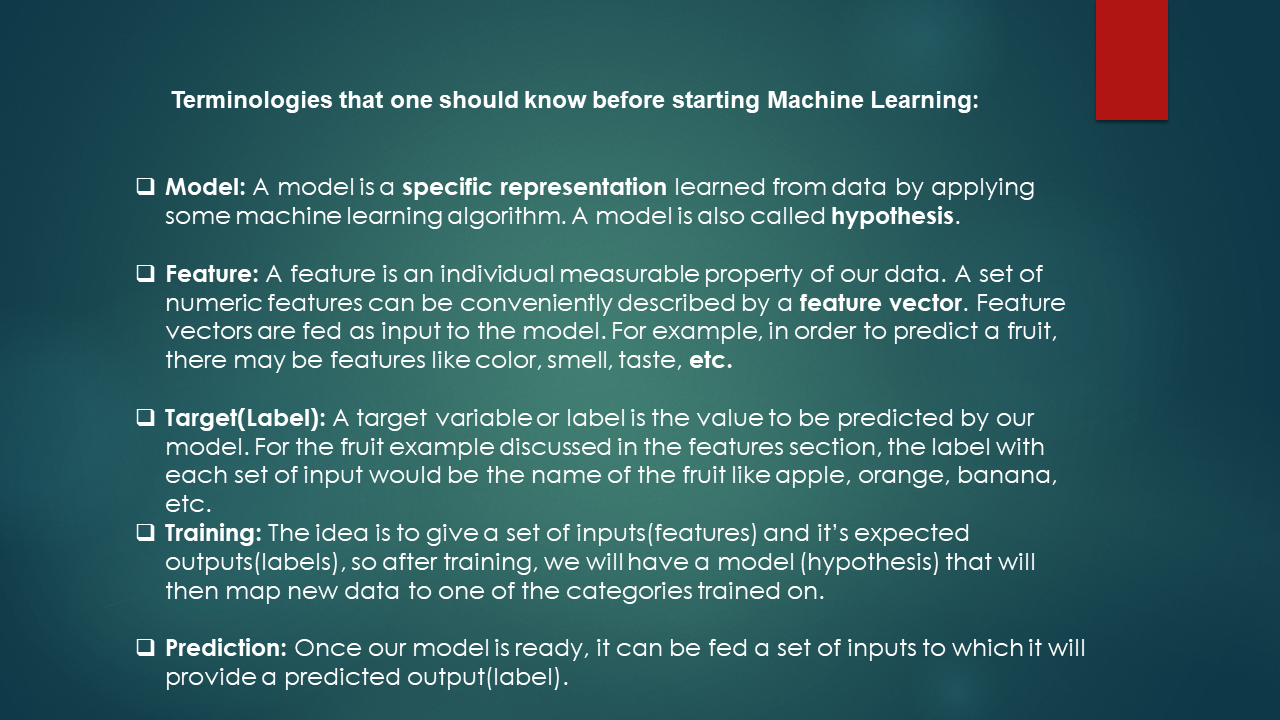 Terminologies that one should know before starting Machine Learning:
❑ Model: A model is a specific representation learned from data by applying
some machine learning algorithm. A model is also called hypothesis.
❑ Feature: A feature is an individual measurable property of our data. A set of
numeric features can be conveniently described by a feature vector. Feature
vectors are fed as input to the model. For example, in order to predict a fruit,
there may be features like color, smell, taste, etc.
❑ Target(Label): A target variable or label is the value to be predicted by our
model. For the fruit example discussed in the features section, the label with
each set of input would be the name of the fruit like apple, orange, banana,
etc.
❑ Training: The idea is to give a set of inputs(features) and it’s expected
outputs(labels), so after training, we will have a model (hypothesis) that will
then map new data to one of the categories trained on.
❑ Prediction: Once our model is ready, it can be fed a set of inputs to which it will
provide a predicted output(label).